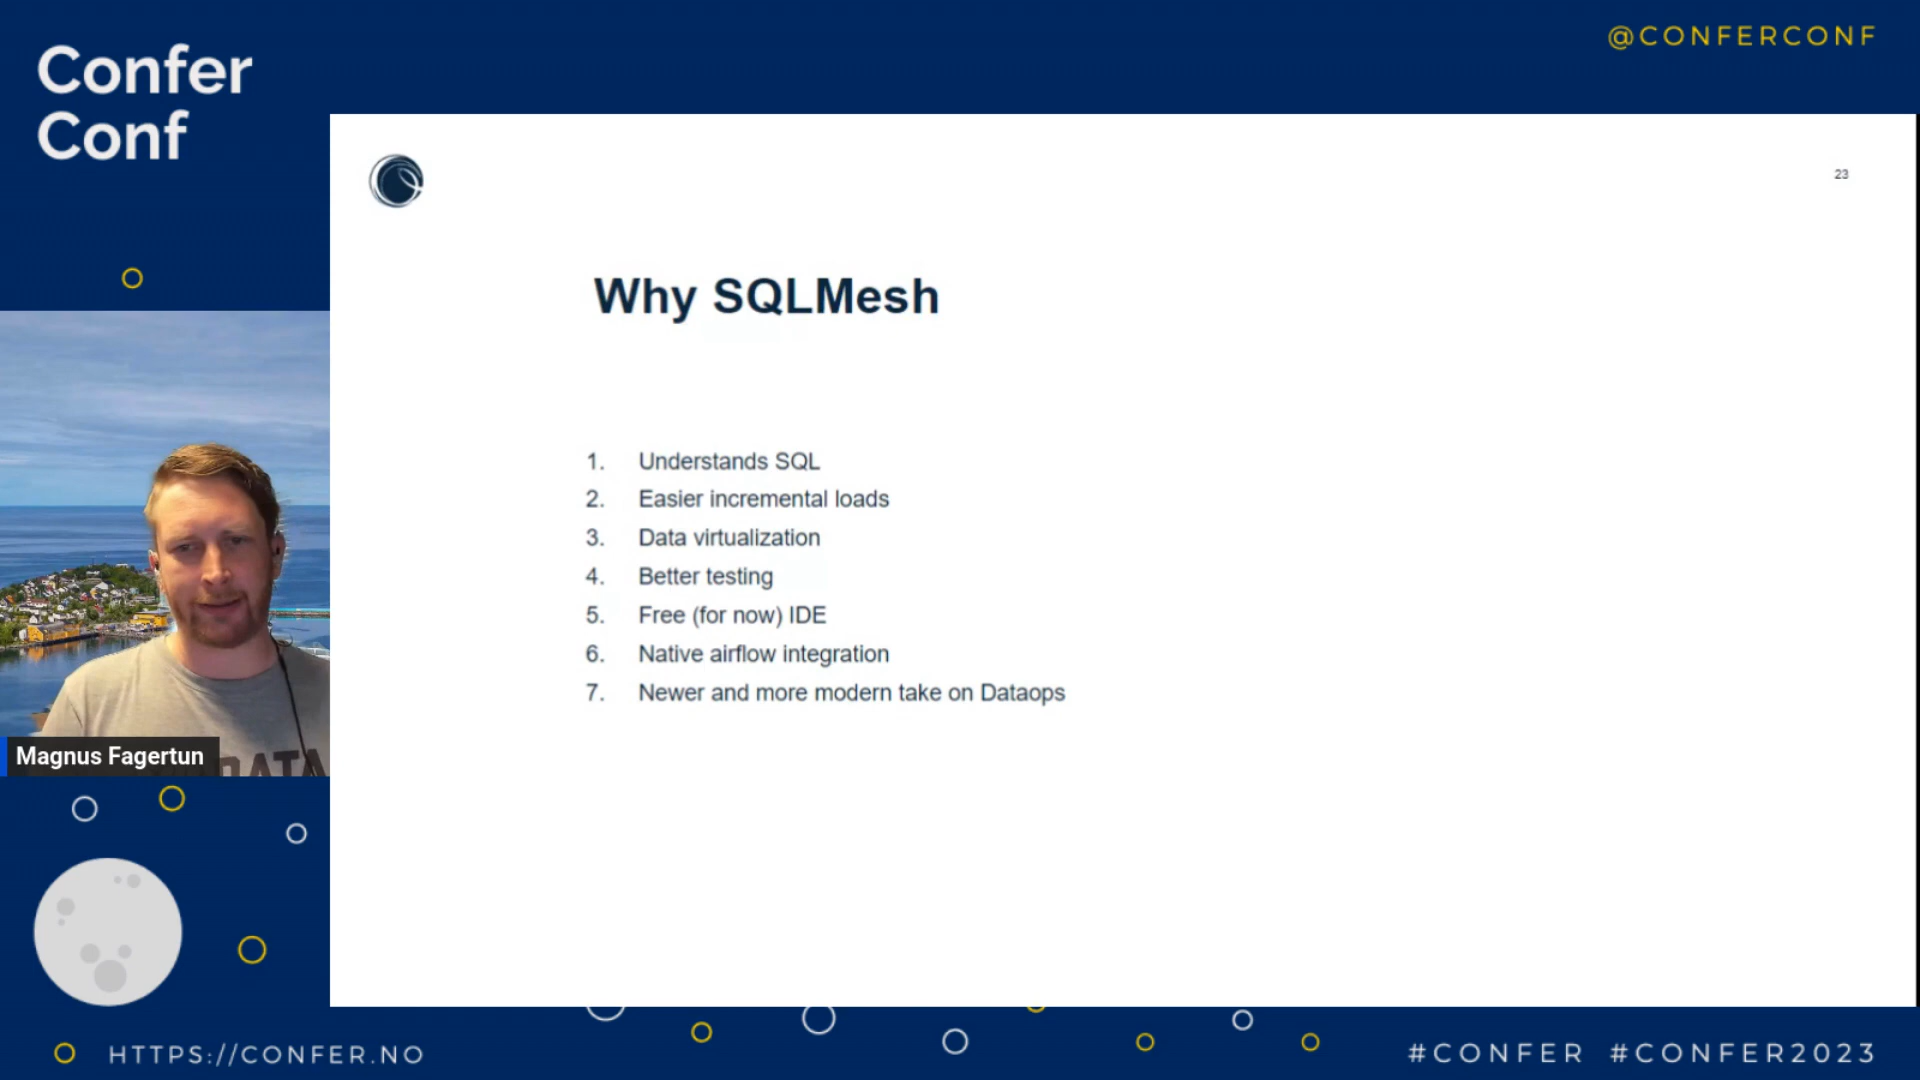 Confer
Conf
@CONFERCONF
23
Why SQLMesh
1. Understands SQL
2. Easier incremental loads
3. Data virtualization
4. Better testing
5. Free (for now) IDE
6. Native airflow integration
7. Newer and more modern take on Dataops
Magnus Fagertun
DATA
HTTPS://CONFER.NO
#CONFER #CONFER2023